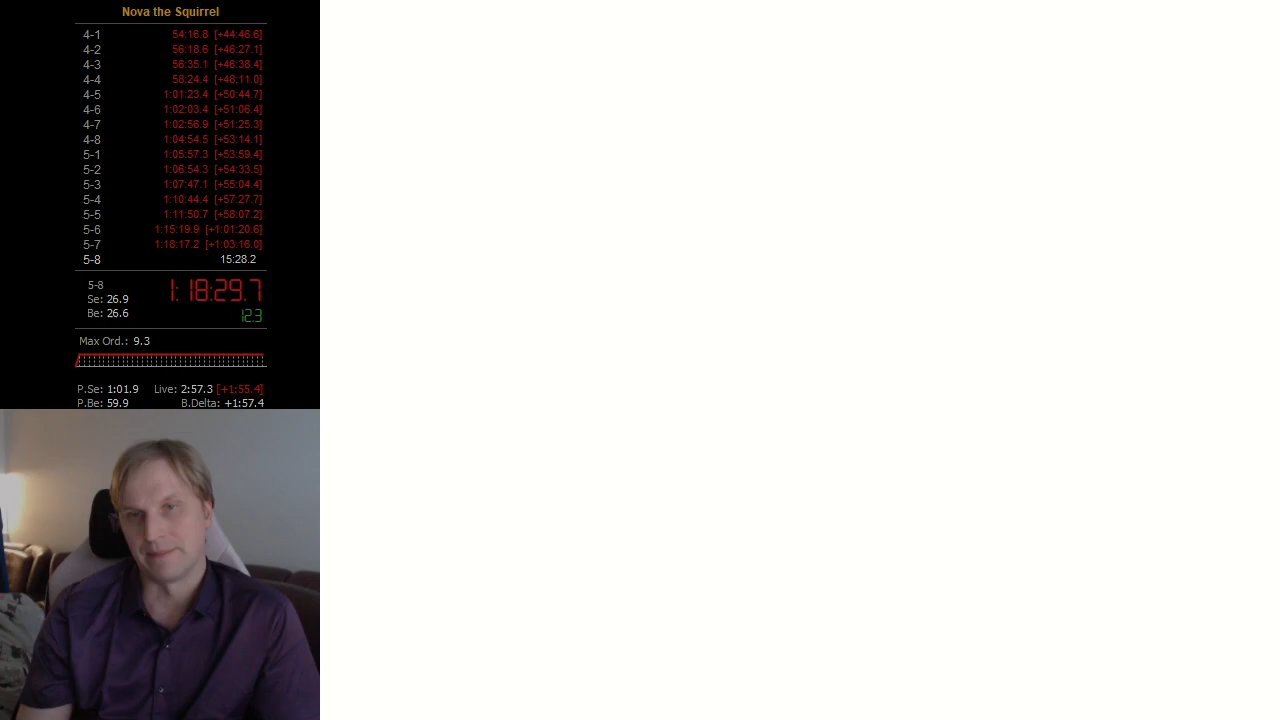 Nova the Squirrel
4-1 54:16.8 [+44:46.6]
4-2 56:18.6 [+46:27.1]
4-3 56:35.1 [+46:38.4]
4-4 58:24.4 [+48:11.0]
4-5 1:01:23.4 [+50:44.7]
4-6 1:02:03.4 [+51:06.4]
4-7 1:02:56.9 [+51:25.3]
4-8 1:04:54.5 [+53:14.1]
5-1 1:05:57.3 [+53:59.4]
5-2 1:06:54.3 [+54:33.5]
5-3 1:07:47.1 [+55:04.4]
5-4 1:10:44.4 [+57:27.7]
5-5 1:11:50.7 [+58:07.2]
5-6 1:15:19.9 [+1:01:20.6]
5-7 1:18:17.2 [+1:03:16.0]
5-8 15:28.2
5-8 1:18:29.7
Se: 26.9
Be: 26.6 12.3
Max Ord.: 9.3
P.Se: 1:01.9 Live: 2:57.3 [+1:55.4]
P.Be: 59.9 B.Delta: +1:57.4